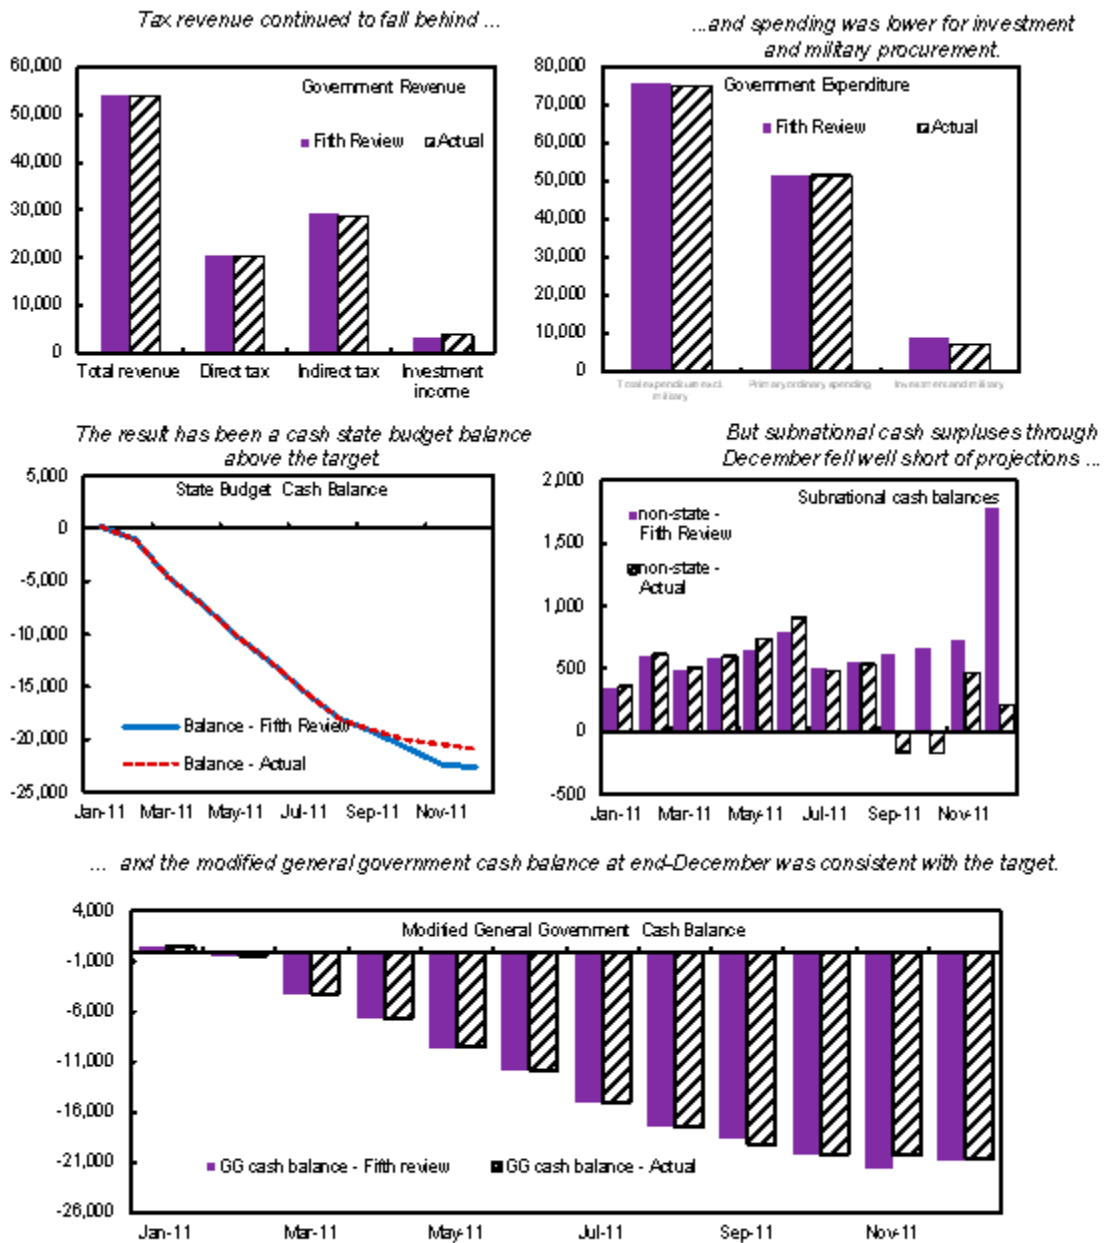 Tax revenue continued to fall behind ...
...and spending was lower for investment
and military procurement.
60,000
50,000
40,000
30,000
20,000
10,000
0
Government Revenue
Fifth Review
Actual
Total revenue
Direct tax
Indirect tax
Investment
income
80,000
70,000
60,000
50,000
40,000
30,000
20,000
10,000
0
Government Expenditure
Fifth Review
Actual
Total expenditure excl.
military
Primary ordinary spending
Investment and military
The result has been a cash state budget balance
above the target
5,000
0
-5,000
-10,000
-15,000
-20,000
-25,000
State Budget Cash Balance
Balance - Fifth Review
Balance - Actual
Jan-11
Mar-11
May-11
Jul-11
Sep-11
Nov-11
But subnational cash surpluses through
December fell well short of projections ...
2,000
1,500
1,000
500
0
-500
Subnational cash balances
non-state -
Fifth Review
non-state -
Actual
Jan-11
Mar-11
May-11
Jul-11
Sep-11
Nov-11
... and the modified general government cash balance at end-December was consistent with the target.
4,000
-1,000
-6,000
-11,000
-16,000
-21,000
-26,000
Modified General Government Cash Balance
GG cash balance - Fifth review
GG cash balance - Actual
Jan-11
Mar-11
May-11
Jul-11
Sep-11
Nov-11